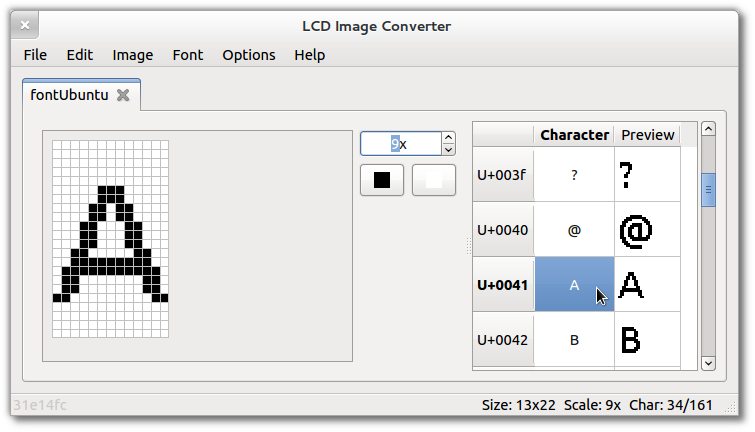 LCD Image Converter
File Edit Image Font Options Help
fontUbuntu
9x
Character Preview
U+003f ? ?
U+0040 @ @
U+0041 A A
U+0042 B B
31e14fc
Size: 13x22 Scale: 9x Char: 34/161